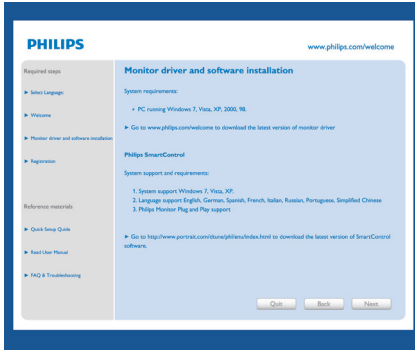 PHILIPS
www.philips.com/welcome
Required steps
Select Language:
Welcome
Monitor driver and software installation
Registration
Reference materials
Quick Setup Quide
Read User Manual
FAQ & Troubleshooting
Monitor driver and software installation
System requirements:
• PC running Windows 7, Vista, XP, 2000, 98.
Go to www.philips.com/welcome to download the latest version of monitor driver
Philips SmartControl
System support and requirements:
1. System support Windows 7, Vista, XP.
2. Language support English, German, Spanish, French, Italian, Russian, Portuguese, Simplified Chinese
3. Philips Monitor Plug and Play support
Go to http://www.portrait.com/dtune/phl/enu/index.html to download the latest version of SmartControl
software.
Quit
Back
Next